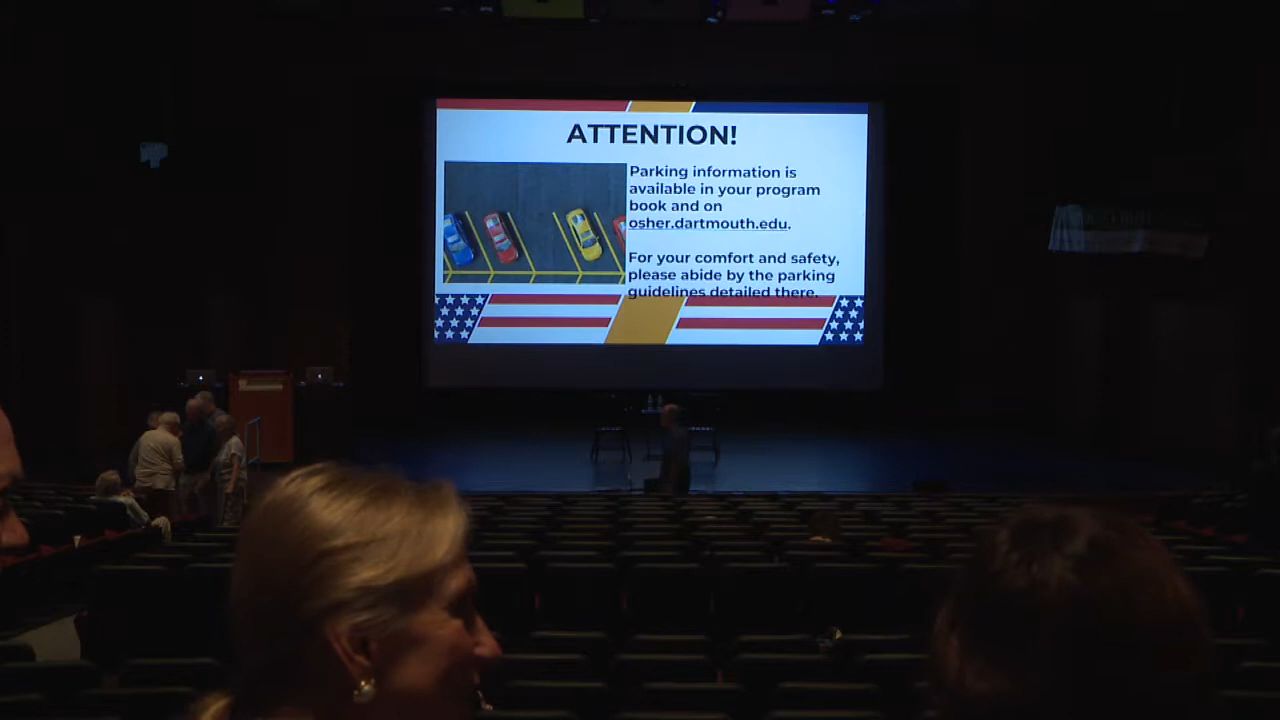 ATTENTION!
Parking information is
available in your program
book and on
osher.dartmouth.edu.
For your comfort and safety,
please abide by the parking
guidelines detailed there.